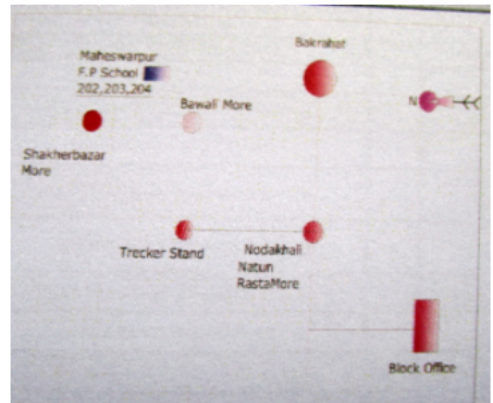 Bakrahat
Maheswarpur
F.P School
202,203,204
N
Bawali More
Shakherbazar
More
Trecker Stand
Nodakhali
Natun
RastaMore
Block Office